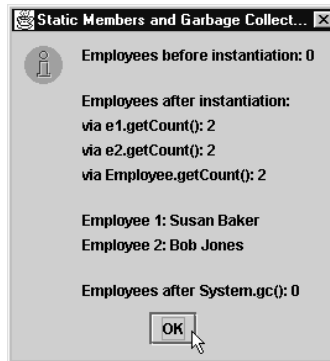 Static Members and Garbage Collect...
Employees before instantiation: 0
Employees after instantiation:
via e1.getCount(): 2
via e2.getCount(): 2
via Employee.getCount(): 2
Employee 1: Susan Baker
Employee 2: Bob Jones
Employees after System.gc(): 0
OK